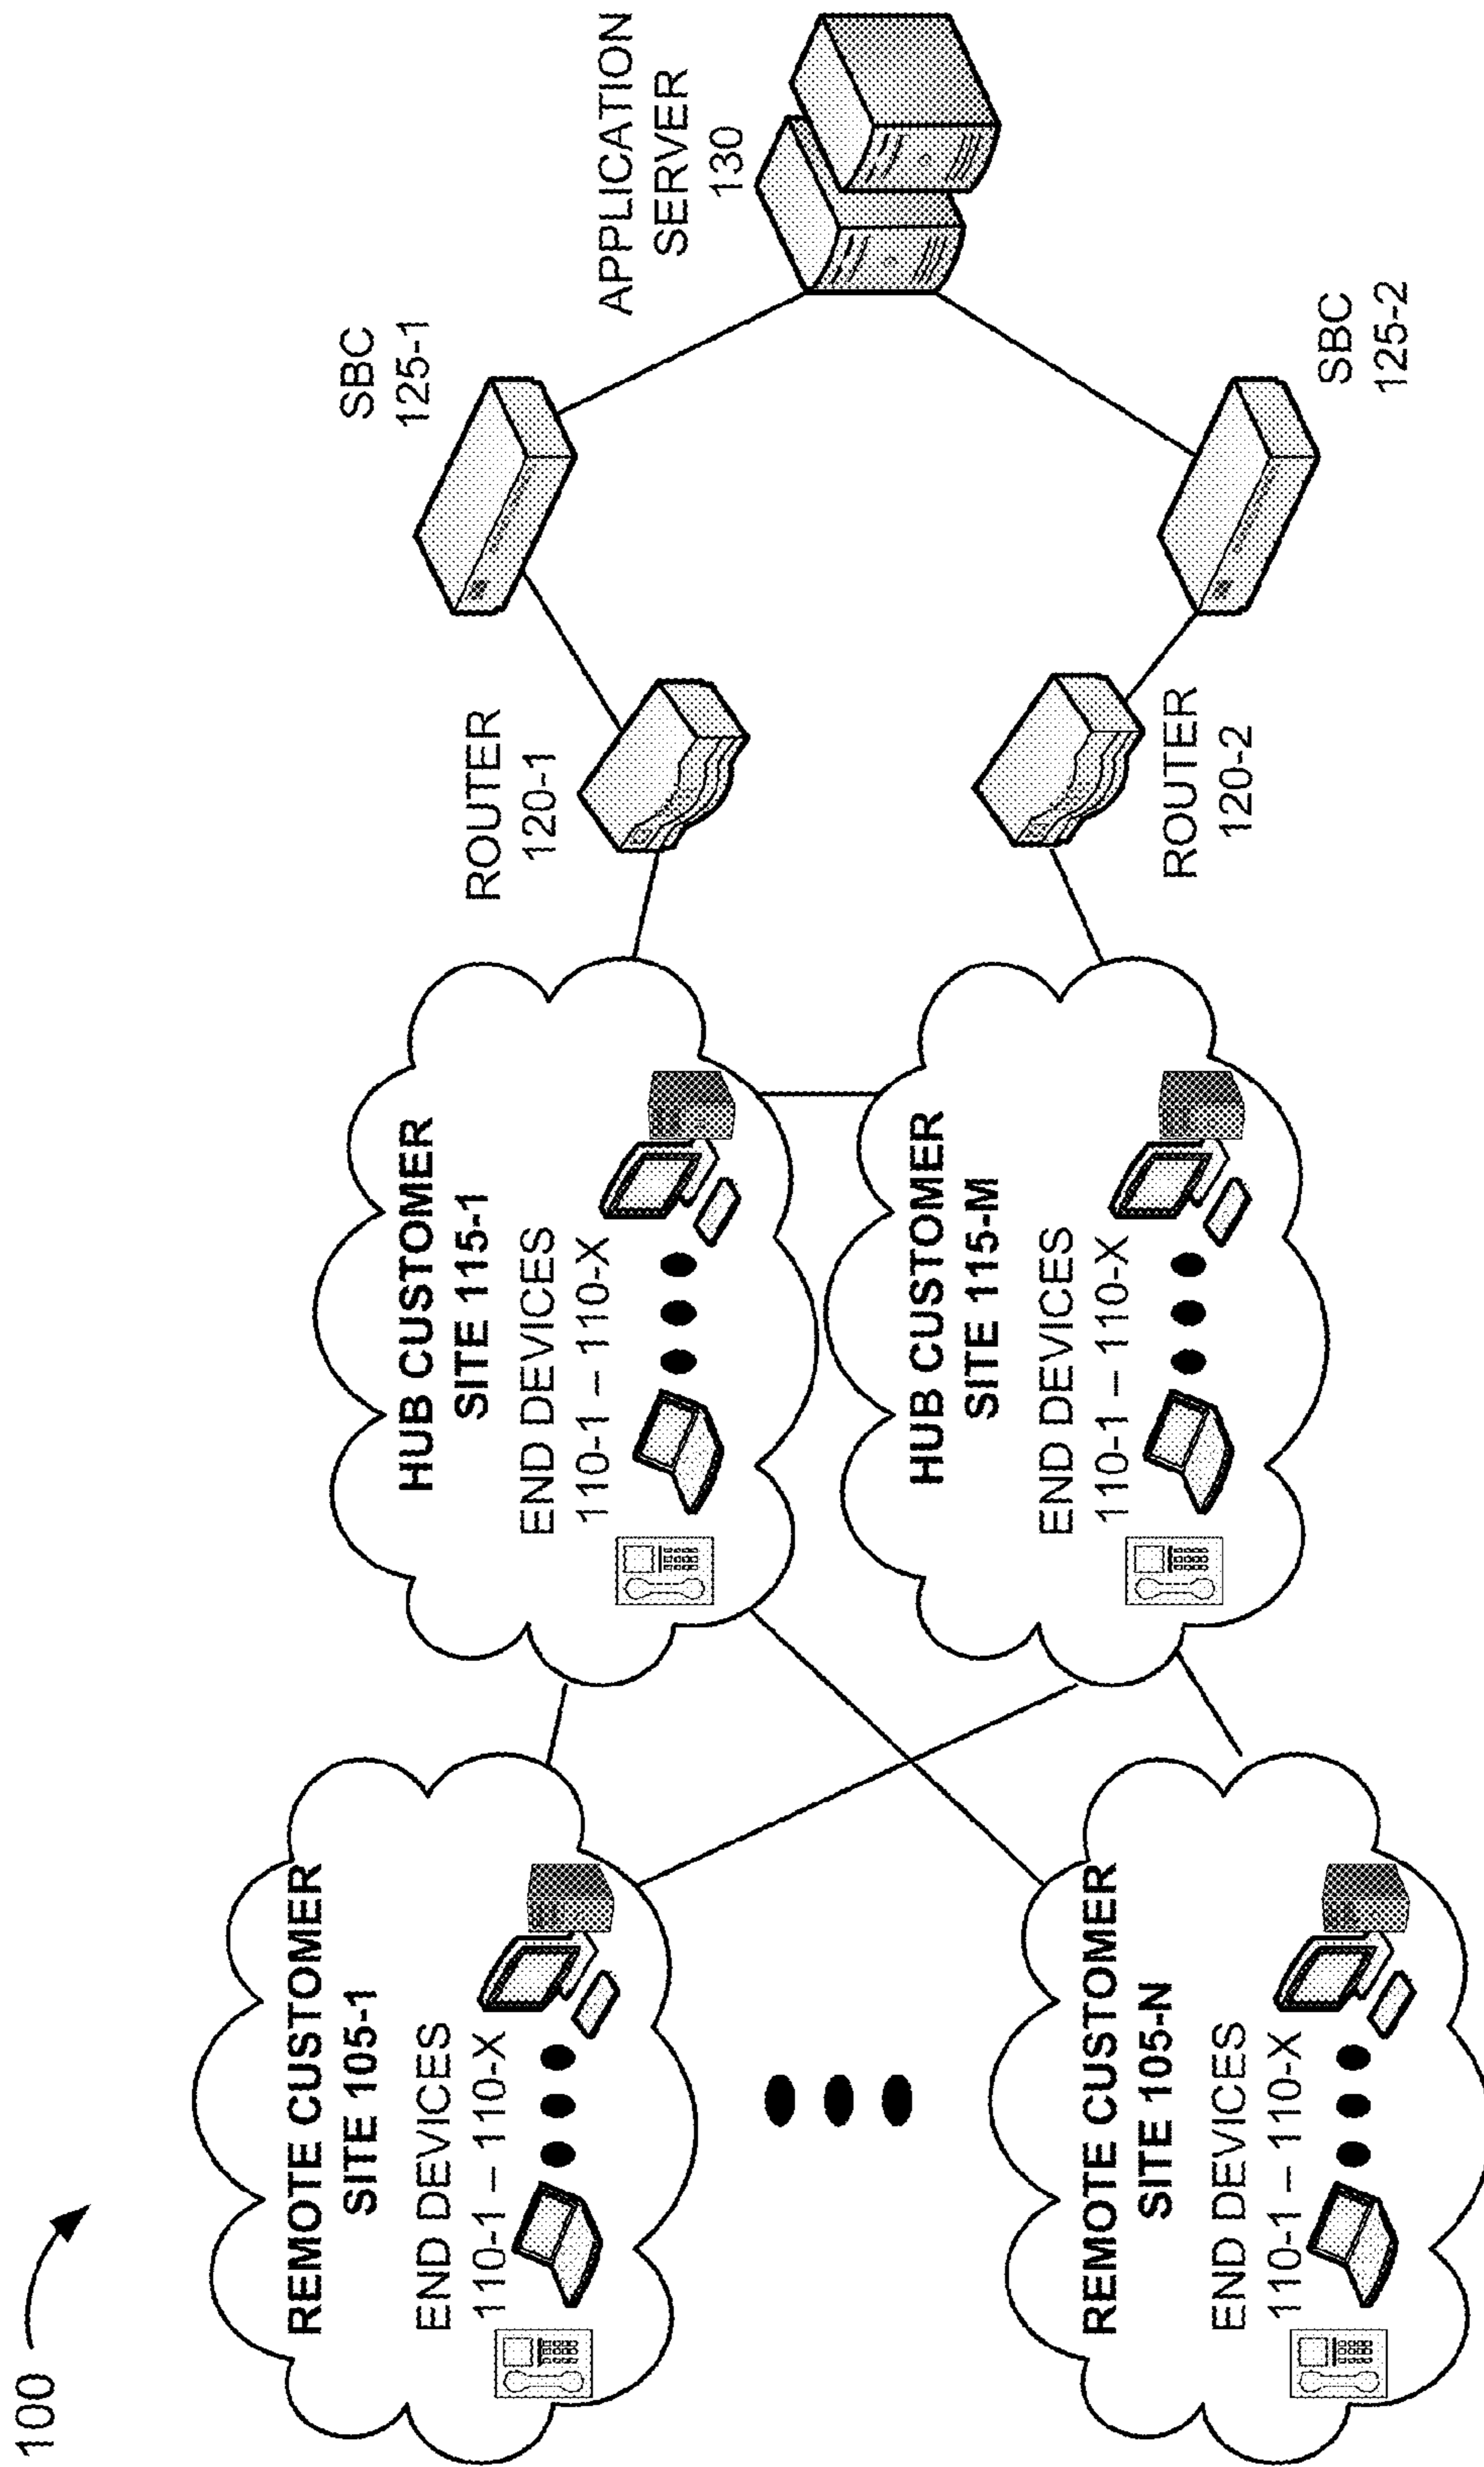 100
REMOTE CUSTOMER
SITE 105-1
END DEVICES
110-1 – 110-X
REMOTE CUSTOMER
SITE 105-N
END DEVICES
110-1 – 110-X
HUB CUSTOMER
SITE 115-1
END DEVICES
110-1 – 110-X
HUB CUSTOMER
SITE 115-M
END DEVICES
110-1 – 110-X
ROUTER
120-1
ROUTER
120-2
SBC
125-1
SBC
125-2
APPLICATION
SERVER
130